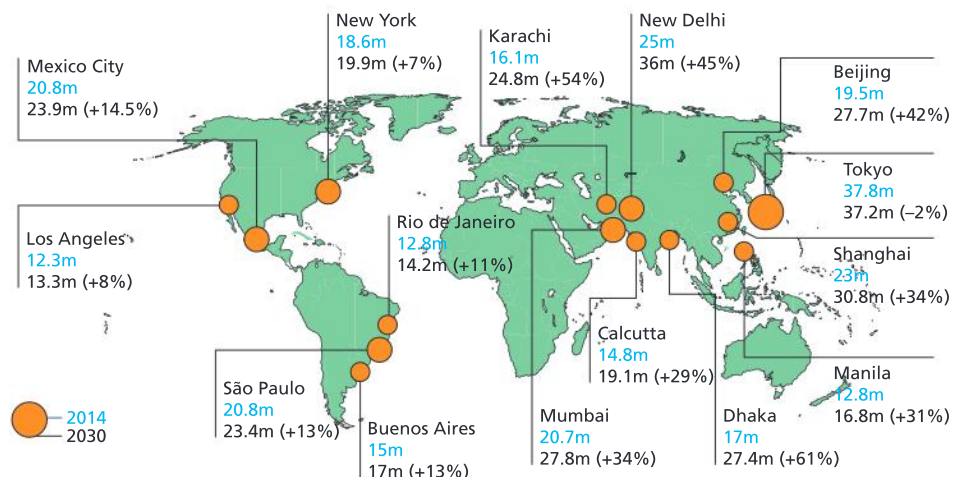 New York
18.6m
19.9m (+7%)
Karachi
16.1m
24.8m (+54%)
New Delhi
25m
36m (+45%)
Mexico City
20.8m
23.9m (+14.5%)
Beijing
19.5m
27.7m (+42%)
Tokyo
37.8m
37.2m (–2%)
Los Angeles
12.3m
13.3m (+8%)
Rio de Janeiro
12.8m
14.2m (+11%)
Shanghai
23m
30.8m (+34%)
Calcutta
14.8m
19.1m (+29%)
Manila
12.8m
16.8m (+31%)
São Paulo
20.8m
23.4m (+13%)
Buenos Aires
15m
17m (+13%)
Mumbai
20.7m
27.8m (+34%)
Dhaka
17m
27.4m (+61%)
2014
2030